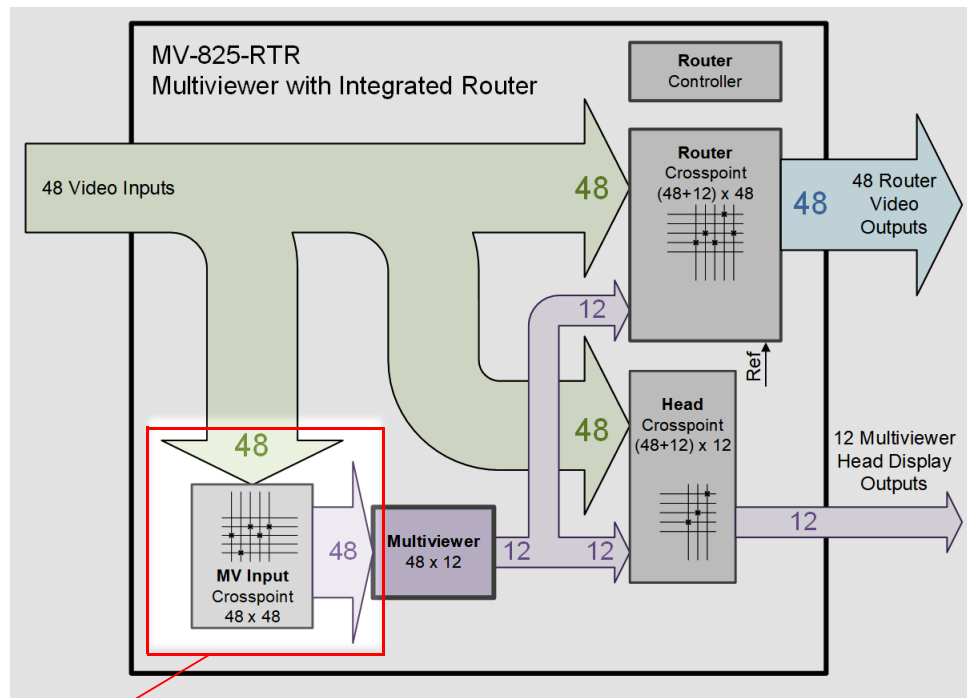 MV-825-RTR
Multiviewer with Integrated Router
Router
Controller
48 Video Inputs
48
Router
Crosspoint
(48+12) x 48
48
48 Router
Video
Outputs
12
Ref
48
48
Head
Crosspoint
(48+12) x 12
12 Multiviewer
Head Display
Outputs
12
MV Input
Crosspoint
48 x 48
48
Multiviewer
48 x 12
12
12